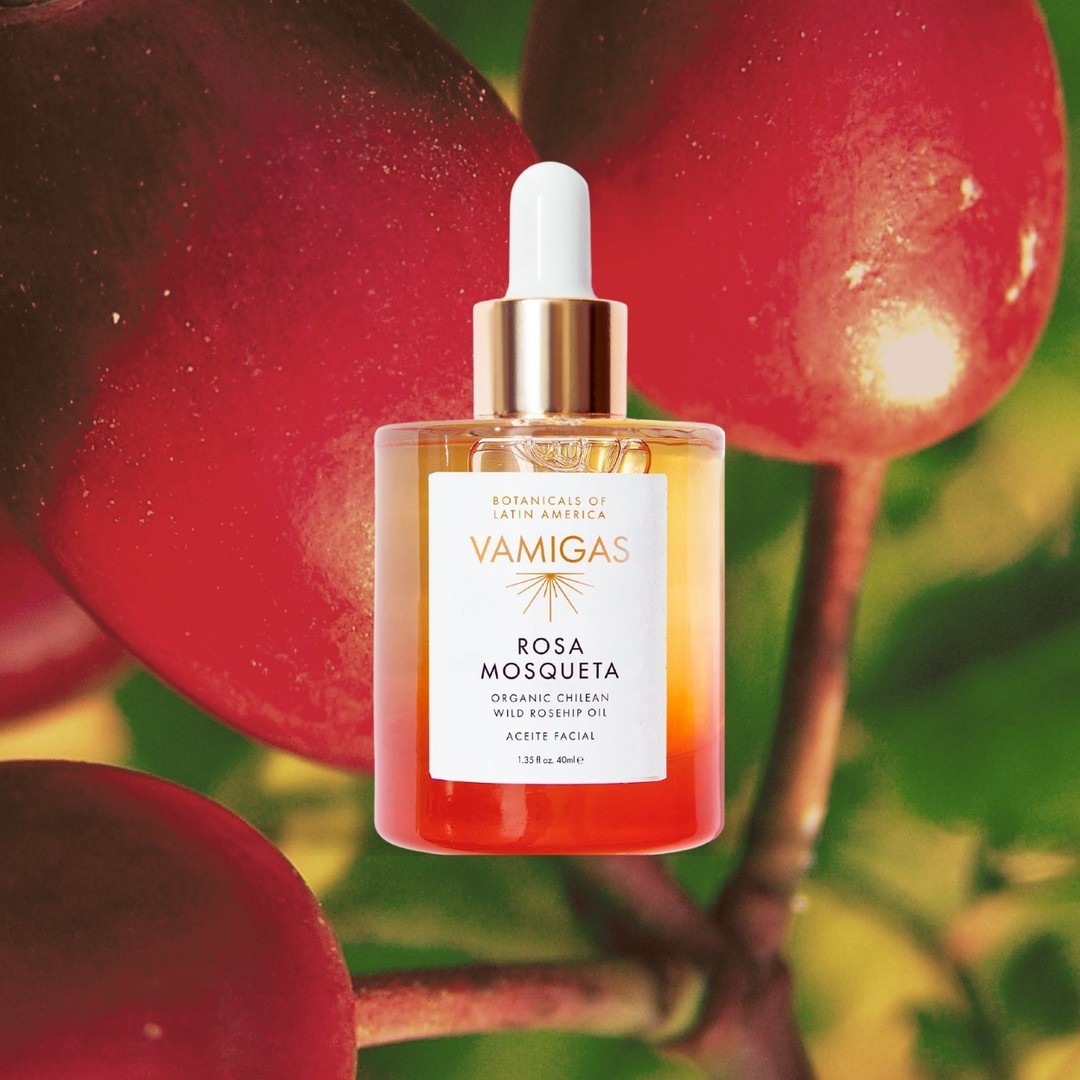 BOTANICALS OF
LATIN AMERICA
VAMIGAS
ROSA
MOSQUETA
ORGANIC CHILEAN
WILD ROSEHIP OIL
ACEITE FACIAL
1.35 fl oz. 40ml ℮